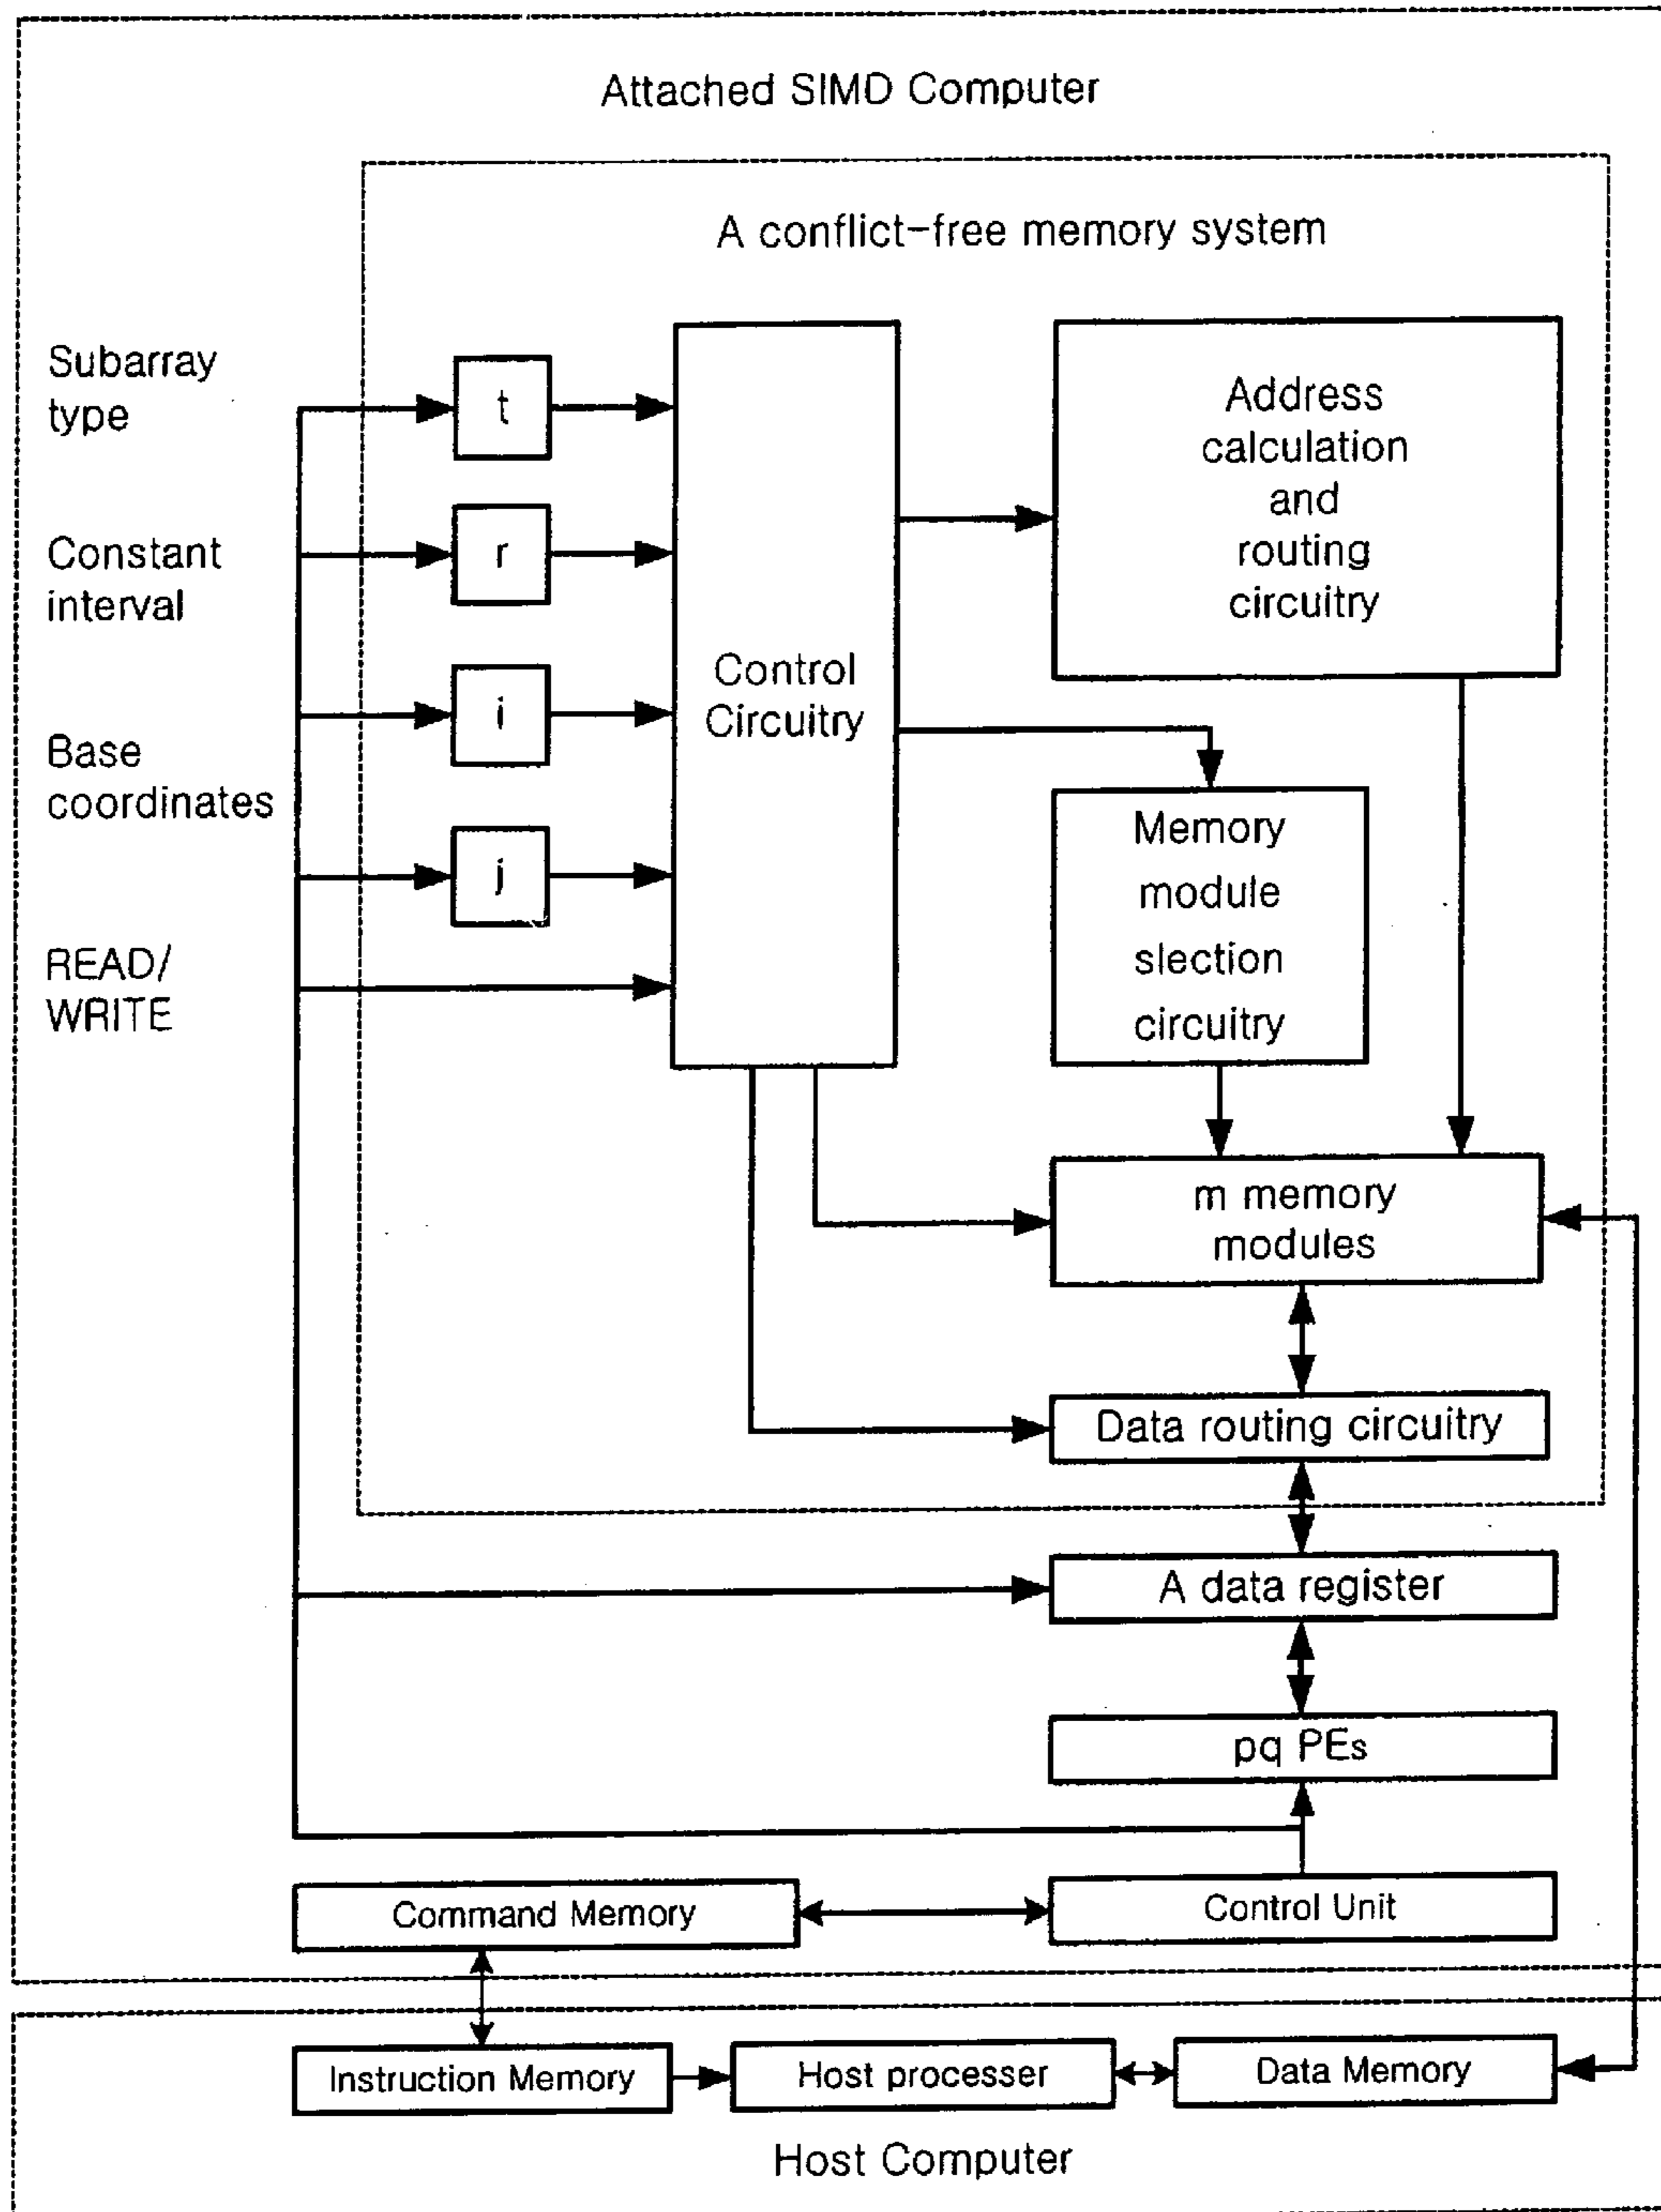 Attached SIMD Computer
A conflict-free memory system
Subarray
type
t
Constant
interval
r
Base
coordinates
i
j
READ/
WRITE
Control
Circuitry
Address
calculation
and
routing
circuitry
Memory
module
slection
circuitry
m memory
modules
Data routing circuitry
A data register
pq PEs
Command Memory
Control Unit
Instruction Memory
Host processer
Data Memory
Host Computer